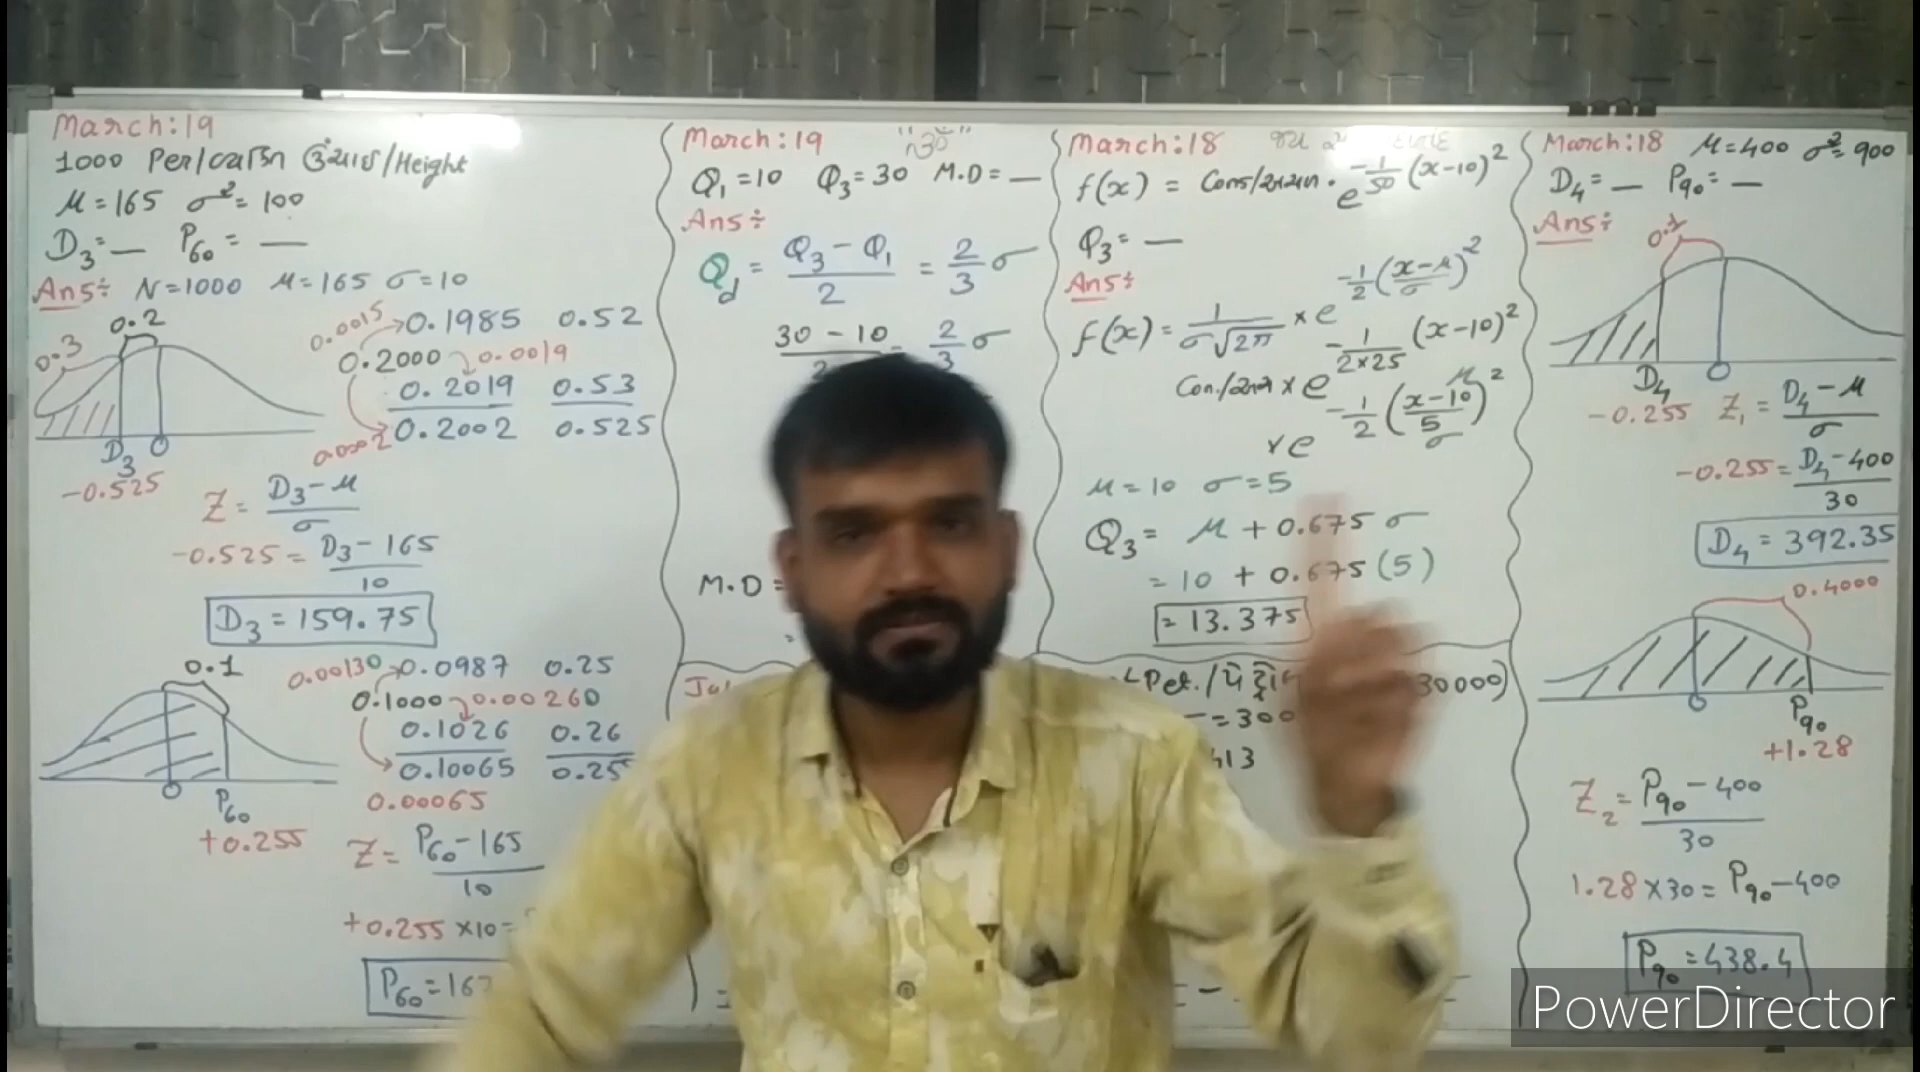 March:19
1000 Per/વ્યક્તિ ઊંચાઈ/Height
μ=165 σ²=100
D₃=— P₆₀=—
Ans÷ N=1000 μ=165 σ=10
0.3 0.2
0.0015 0.1985 0.52
0.2000 0.0019
0.2019 0.53
0.0002 0.2002 0.525
D₃ 0
-0.525
Z = (D₃-μ)/σ
-0.525 = (D₃-165)/10
D₃ = 159.75
0.1
0.00130 0.0987 0.25
0.1000 0.00260
0.1026 0.26
0.10065
0.00065
0 P₆₀
+0.255
Z = (P₆₀-165)/10
+0.255 ×10=
P₆₀=167
March:19
Q₁=10 Q₃=30 M.D=—
Ans÷
Qd = (Q₃-Q₁)/2 = 2/3 σ
30-10 = 2/3 σ
M.D =
March:18
f(x) = Cons/અચળ · e^-1/50 (x-10)²
Q₃=—
Ans÷
f(x) = 1/(σ√2π) × e^-1/2((x-μ)/σ)²
Con./અચળ × e^-1/(2×25) (x-10)²
× e^-1/2((x-10)/5)² μ σ
μ=10 σ=5
Q₃ = μ + 0.675 σ
= 10 + 0.675 (5)
= 13.375
30000)
=300
413
March:18 μ=400 σ²=900
D₄=— P₉₀=—
Ans÷
D₄ 0
-0.255 Z₁ = (D₄-μ)/σ
-0.255 = (D₄-400)/30
D₄ = 392.35
0.4000
0 P₉₀
+1.28
Z₂ = (P₉₀-400)/30
1.28×30 = P₉₀-400
P₉₀ = 438.4
PowerDirector